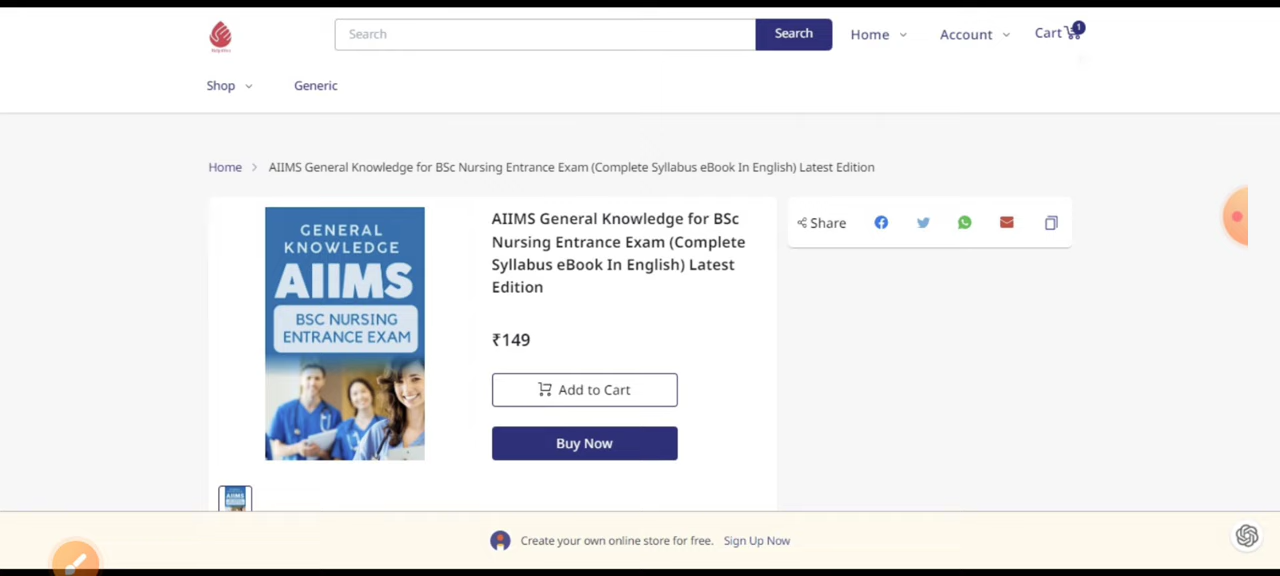 Search
Search
Home
Account
Cart
1
Shop
Generic
Home > AIIMS General Knowledge for BSc Nursing Entrance Exam (Complete Syllabus eBook In English) Latest Edition
GENERAL
KNOWLEDGE
AIIMS
BSC NURSING
ENTRANCE EXAM
AIIMS General Knowledge for BSc
Nursing Entrance Exam (Complete
Syllabus eBook In English) Latest
Edition
₹149
Add to Cart
Buy Now
Share
AIIMS
Create your own online store for free. Sign Up Now